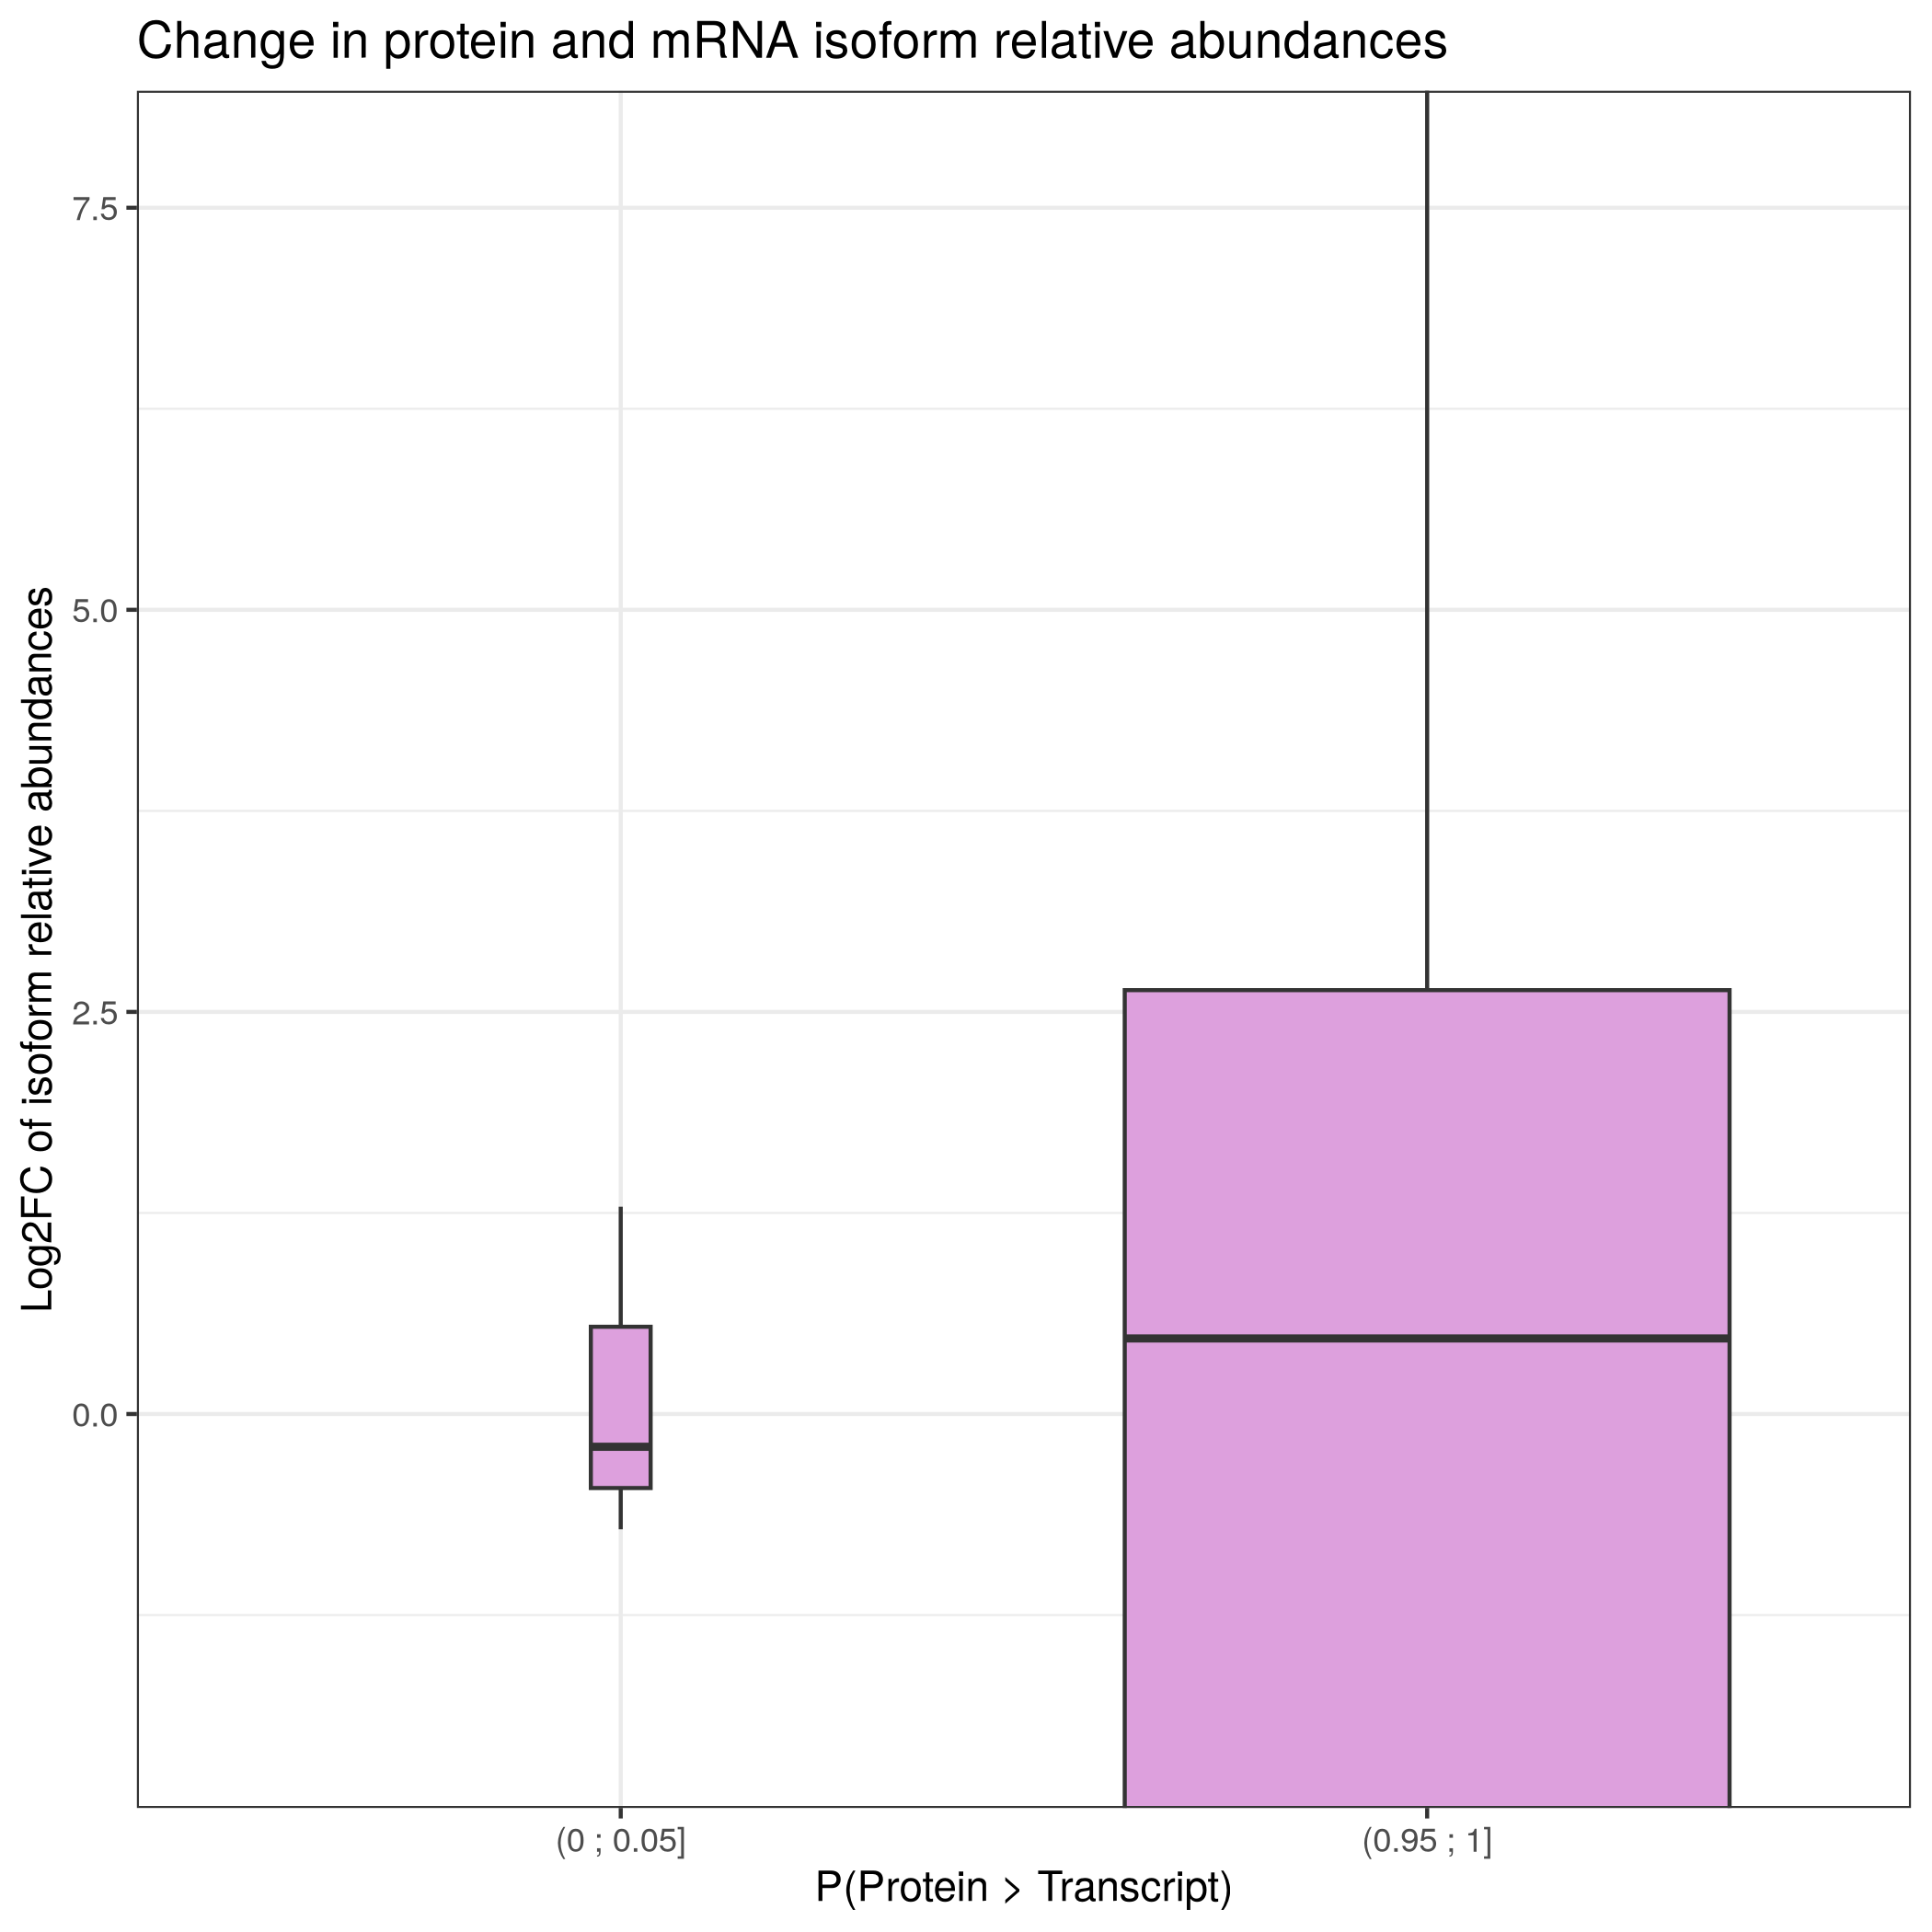 Change in protein and mRNA isoform relative abundances
Log2FC of isoform relative abundances
7.5
5.0
2.5
0.0
(0 ; 0.05]
(0.95 ; 1]
P(Protein > Transcript)